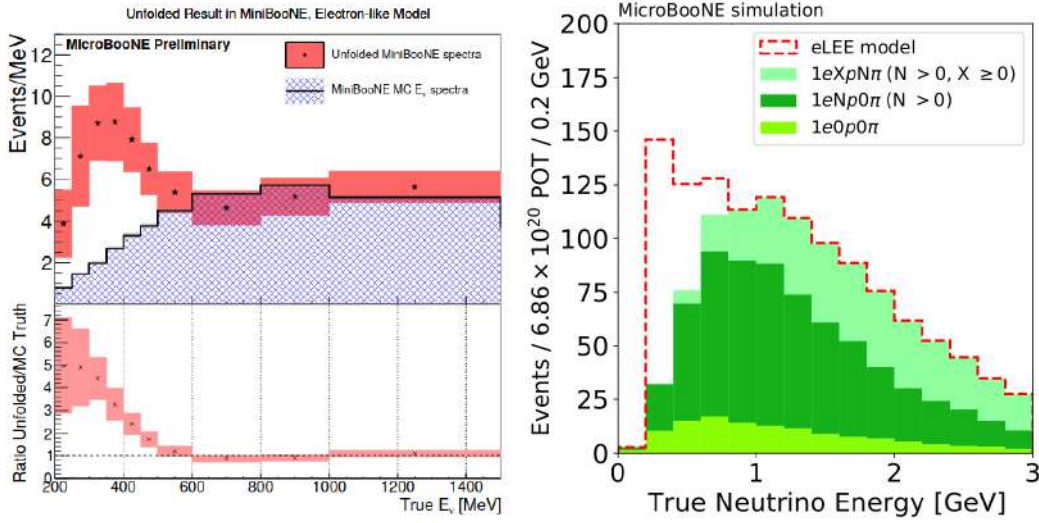 Unfolded Result in MiniBooNE, Electron-like Model
MicroBooNE Preliminary
Unfolded MiniBooNE spectra
MiniBooNE MC Eᵥ spectra
Events/MeV
12
10
8
6
4
2
Ratio Unfolded/MC Truth
7
6
5
4
3
2
1
0
200 400 600 800 1000 1200 1400
True Eᵥ [MeV]
MicroBooNE simulation
eLEE model
1eXpNπ (N > 0, X ≥ 0)
1eNp0π (N > 0)
1e0p0π
Events / 6.86 × 10²⁰ POT / 0.2 GeV
200
175
150
125
100
75
50
25
0
0 1 2 3
True Neutrino Energy [GeV]